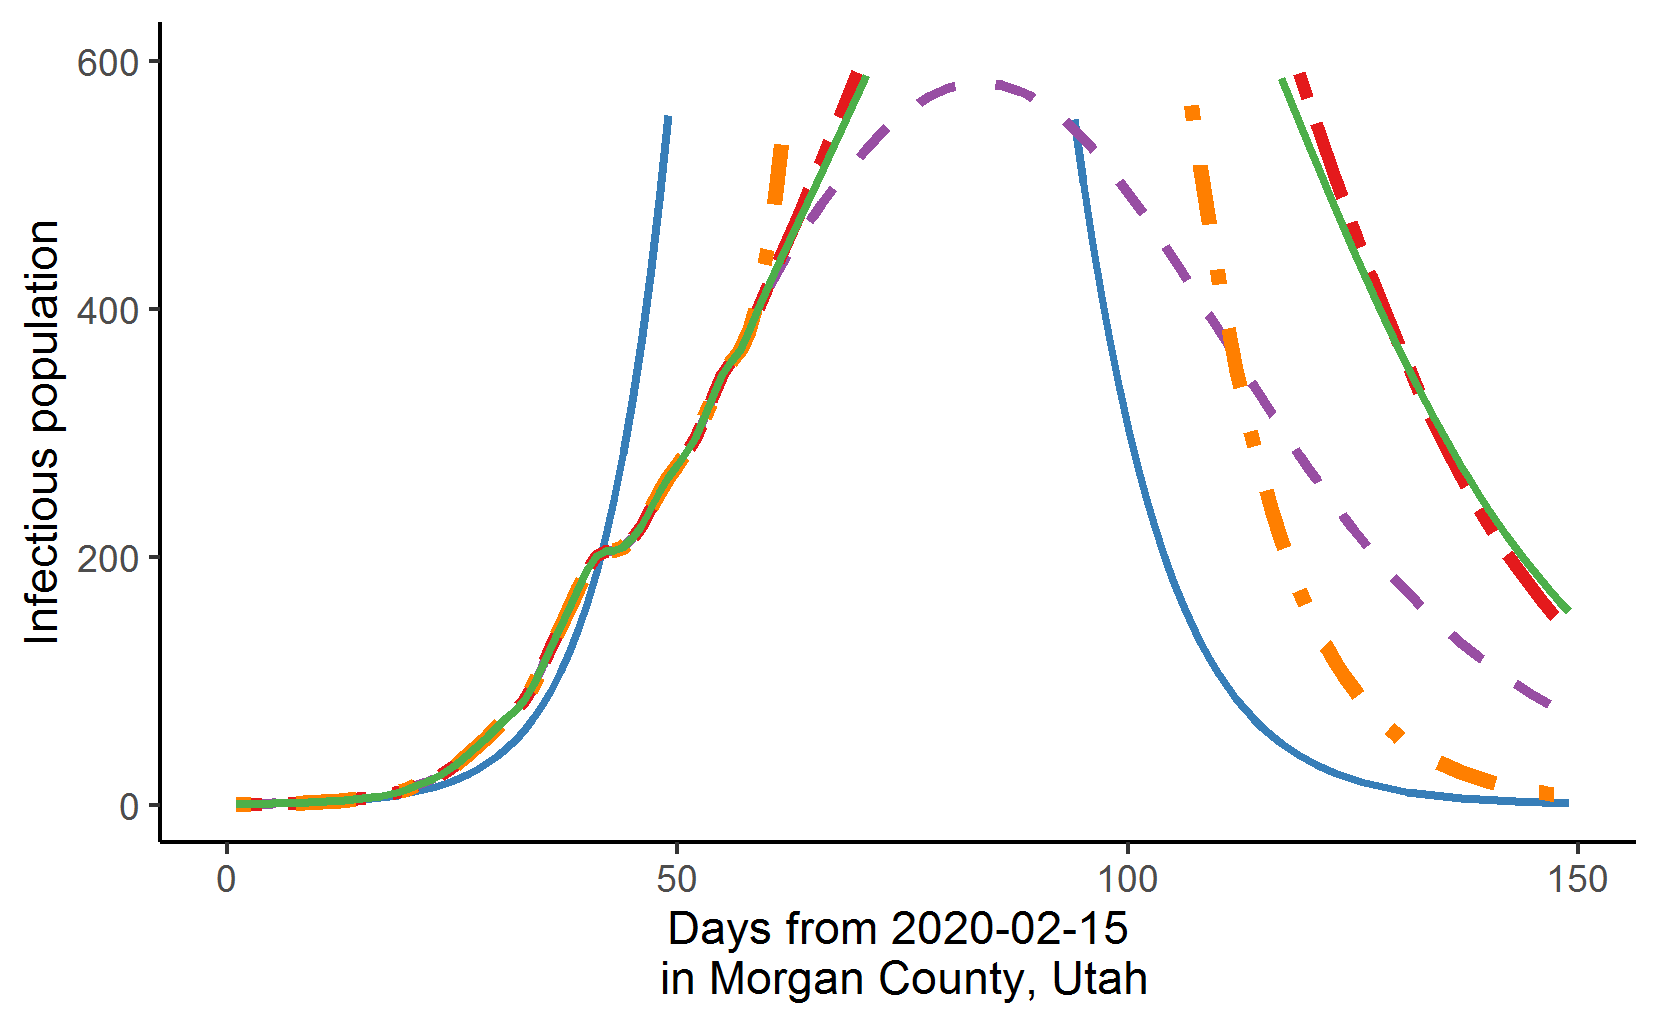 600
400
200
0
Infectious population
0 50 100 150
Days from 2020-02-15
in Morgan County, Utah